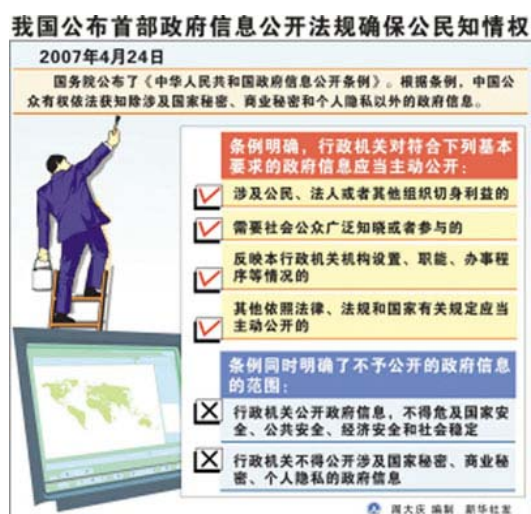 我国公布首部政府信息公开法规确保公民知情权
2007年4月24日
国务院公布了《中华人民共和国政府信息公开条例》。根据条例，中国公
众有权依法获知除涉及国家秘密、商业秘密和个人隐私以外的政府信息。
条例明确，行政机关对符合下列基本
要求的政府信息应当主动公开：
涉及公民、法人或者其他组织切身利益的
需要社会公众广泛知晓或者参与的
反映本行政机关机构设置、职能、办事程
序等情况的
其他依照法律、法规和国家有关规定应当
主动公开的
条例同时明确了不予公开的政府信息
的范围：
行政机关公开政府信息，不得危及国家安
全、公共安全、经济安全和社会稳定
行政机关不得公开涉及国家秘密、商业秘
密、个人隐私的政府信息
周大庆 编制 新华社发